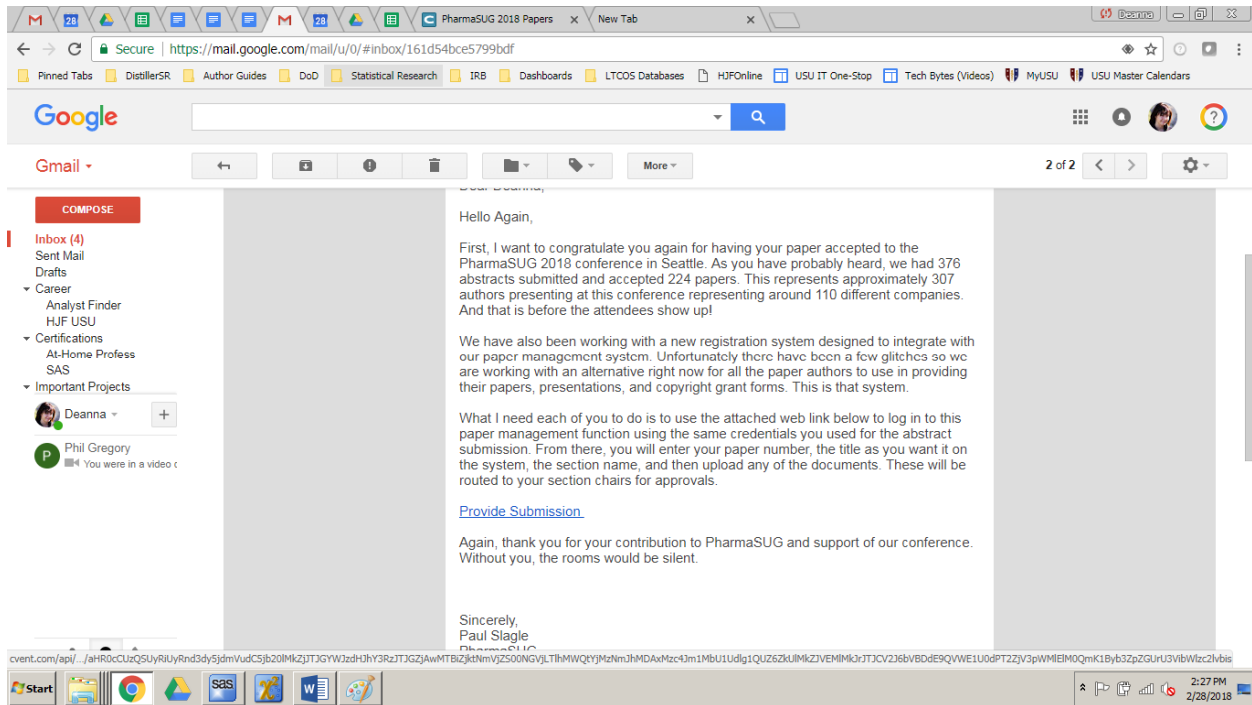 28
28
PharmaSUG 2018 Papers
New Tab
Deanna
Secure
https://mail.google.com/mail/u/0/#inbox/161d54bce5799bdf
Pinned Tabs DistillerSR Author Guides DoD Statistical Research IRB Dashboards LTCOS Databases HJFOnline USU IT One-Stop Tech Bytes (Videos) MyUSU USU Master Calendars
Google
Gmail
More
2 of 2
Dear Deanna,
COMPOSE
Inbox (4)
Sent Mail
Drafts
Career
Analyst Finder
HJF USU
Certifications
At-Home Profess
SAS
Important Projects
Deanna
P
Phil Gregory
You were in a video c
Hello Again,
First, I want to congratulate you again for having your paper accepted to the
PharmaSUG 2018 conference in Seattle. As you have probably heard, we had 376
abstracts submitted and accepted 224 papers. This represents approximately 307
authors presenting at this conference representing around 110 different companies.
And that is before the attendees show up!
We have also been working with a new registration system designed to integrate with
our paper management system. Unfortunately there have been a few glitches so we
are working with an alternative right now for all the paper authors to use in providing
their papers, presentations, and copyright grant forms. This is that system.
What I need each of you to do is to use the attached web link below to log in to this
paper management function using the same credentials you used for the abstract
submission. From there, you will enter your paper number, the title as you want it on
the system, the section name, and then upload any of the documents. These will be
routed to your section chairs for approvals.
Provide Submission
Again, thank you for your contribution to PharmaSUG and support of our conference.
Without you, the rooms would be silent.
Sincerely,
Paul Slagle
PharmaSUG
Start
sas
2:27 PM
2/28/2018